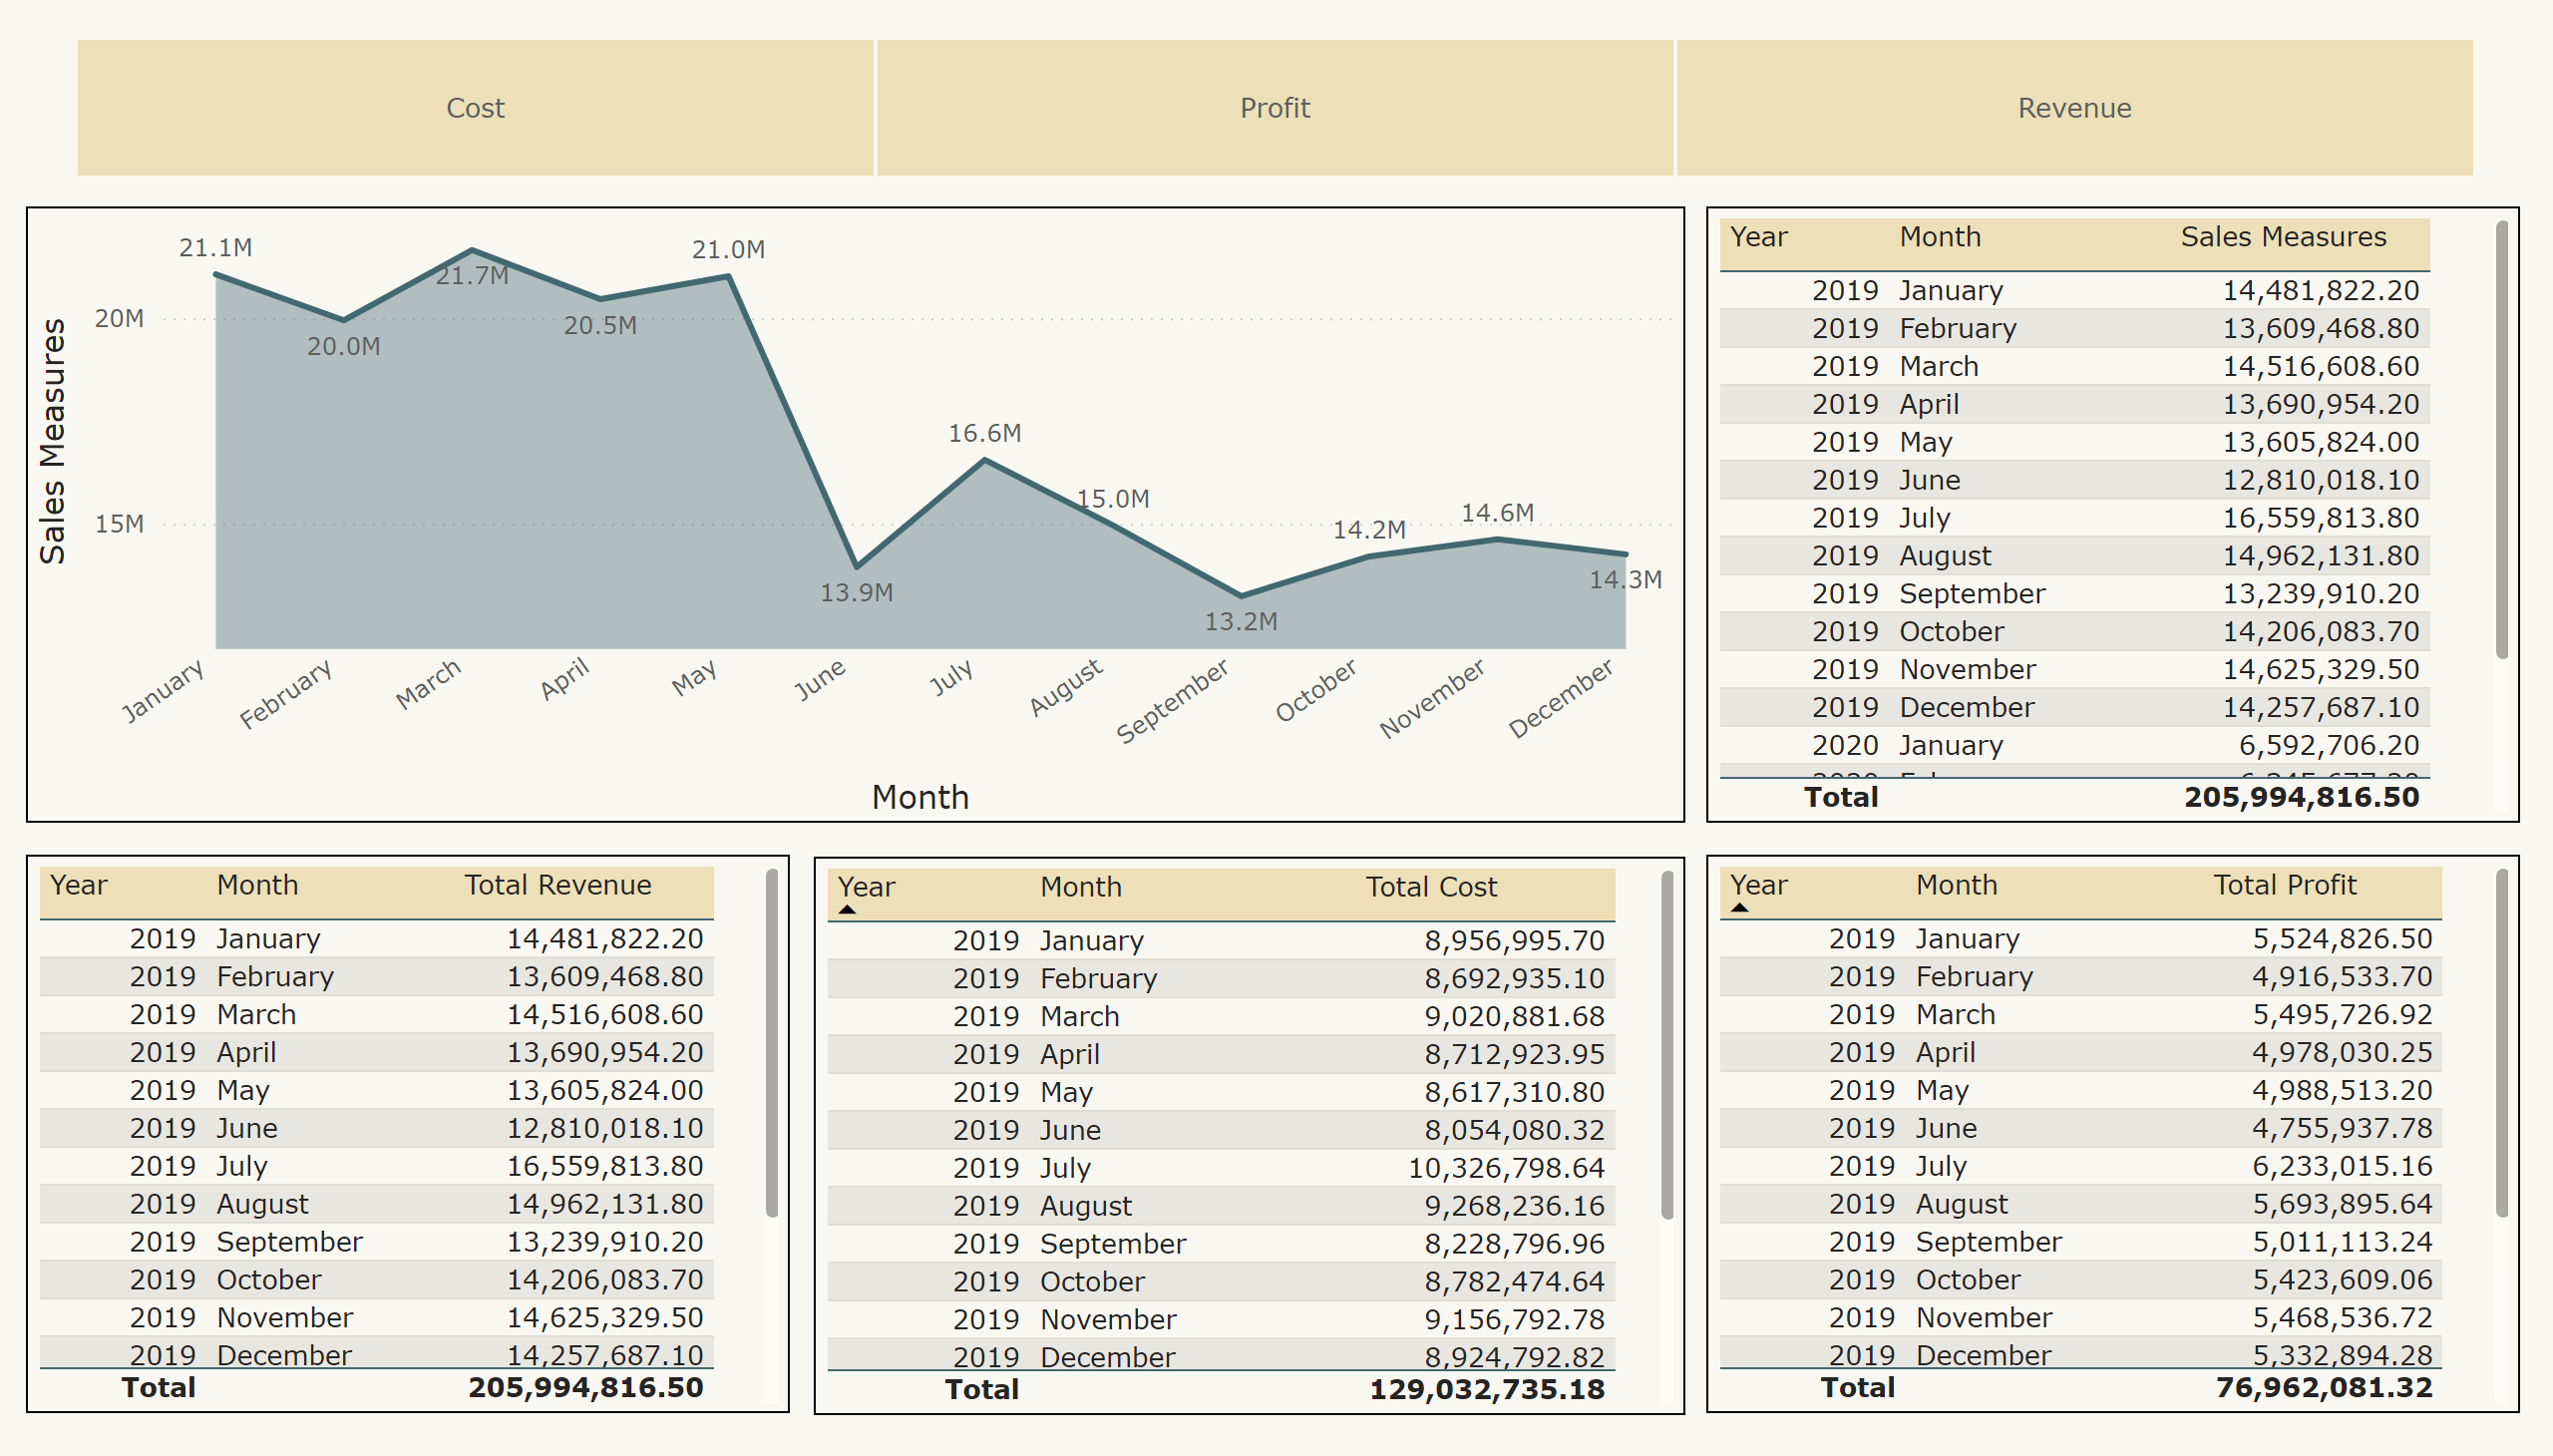 Cost Profit Revenue
Sales Measures
20M
15M
21.1M
20.0M
21.7M
20.5M
21.0M
13.9M
16.6M
15.0M
13.2M
14.2M
14.6M
14.3M
January
February
March
April
May
June
July
August
September
October
November
December
Month
Year Month Sales Measures
2019 January 14,481,822.20
2019 February 13,609,468.80
2019 March 14,516,608.60
2019 April 13,690,954.20
2019 May 13,605,824.00
2019 June 12,810,018.10
2019 July 16,559,813.80
2019 August 14,962,131.80
2019 September 13,239,910.20
2019 October 14,206,083.70
2019 November 14,625,329.50
2019 December 14,257,687.10
2020 January 6,592,706.20
Total 205,994,816.50
Year Month Total Revenue
2019 January 14,481,822.20
2019 February 13,609,468.80
2019 March 14,516,608.60
2019 April 13,690,954.20
2019 May 13,605,824.00
2019 June 12,810,018.10
2019 July 16,559,813.80
2019 August 14,962,131.80
2019 September 13,239,910.20
2019 October 14,206,083.70
2019 November 14,625,329.50
2019 December 14,257,687.10
Total 205,994,816.50
Year Month Total Cost
2019 January 8,956,995.70
2019 February 8,692,935.10
2019 March 9,020,881.68
2019 April 8,712,923.95
2019 May 8,617,310.80
2019 June 8,054,080.32
2019 July 10,326,798.64
2019 August 9,268,236.16
2019 September 8,228,796.96
2019 October 8,782,474.64
2019 November 9,156,792.78
2019 December 8,924,792.82
Total 129,032,735.18
Year Month Total Profit
2019 January 5,524,826.50
2019 February 4,916,533.70
2019 March 5,495,726.92
2019 April 4,978,030.25
2019 May 4,988,513.20
2019 June 4,755,937.78
2019 July 6,233,015.16
2019 August 5,693,895.64
2019 September 5,011,113.24
2019 October 5,423,609.06
2019 November 5,468,536.72
2019 December 5,332,894.28
Total 76,962,081.32